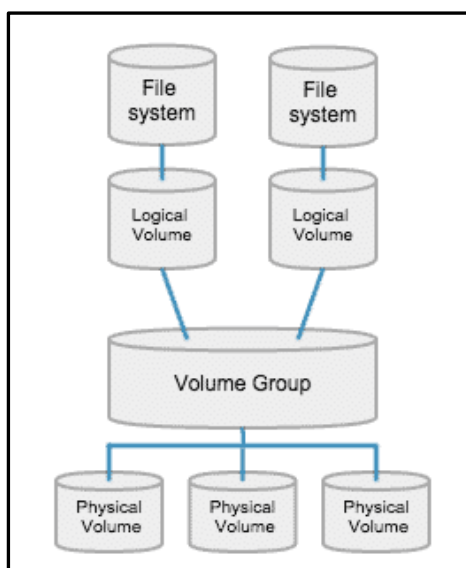 File
system
File
system
Logical
Volume
Logical
Volume
Volume Group
Physical
Volume
Physical
Volume
Physical
Volume